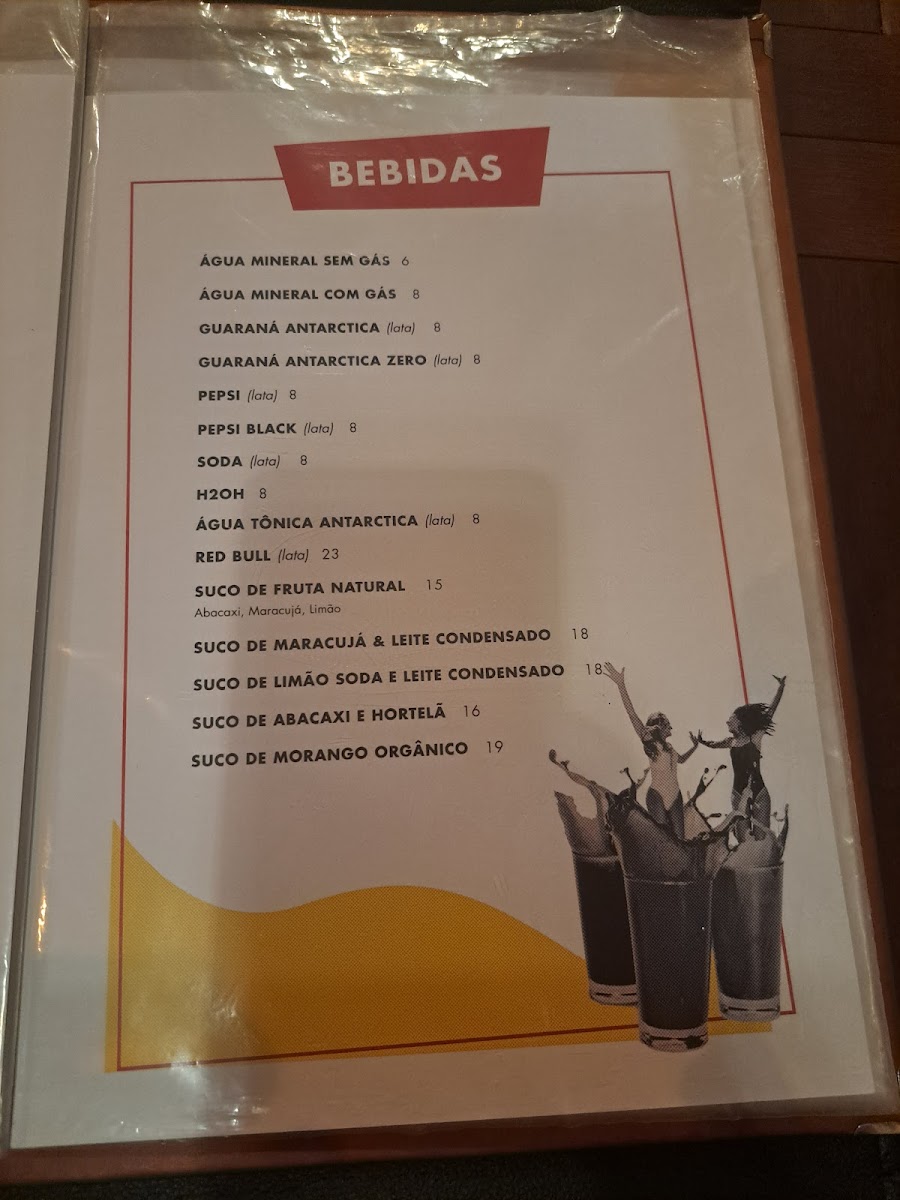 BEBIDAS
ÁGUA MINERAL SEM GÁS 6
ÁGUA MINERAL COM GÁS 8
GUARANÁ ANTARCTICA (lata) 8
GUARANÁ ANTARCTICA ZERO (lata) 8
PEPSI (lata) 8
PEPSI BLACK (lata) 8
SODA (lata) 8
H2OH 8
ÁGUA TÔNICA ANTARCTICA (lata) 8
RED BULL (lata) 23
SUCO DE FRUTA NATURAL 15
Abacaxi, Maracujá, Limão
SUCO DE MARACUJÁ & LEITE CONDENSADO 18
SUCO DE LIMÃO SODA E LEITE CONDENSADO 18
SUCO DE ABACAXI E HORTELÃ 16
SUCO DE MORANGO ORGÂNICO 19